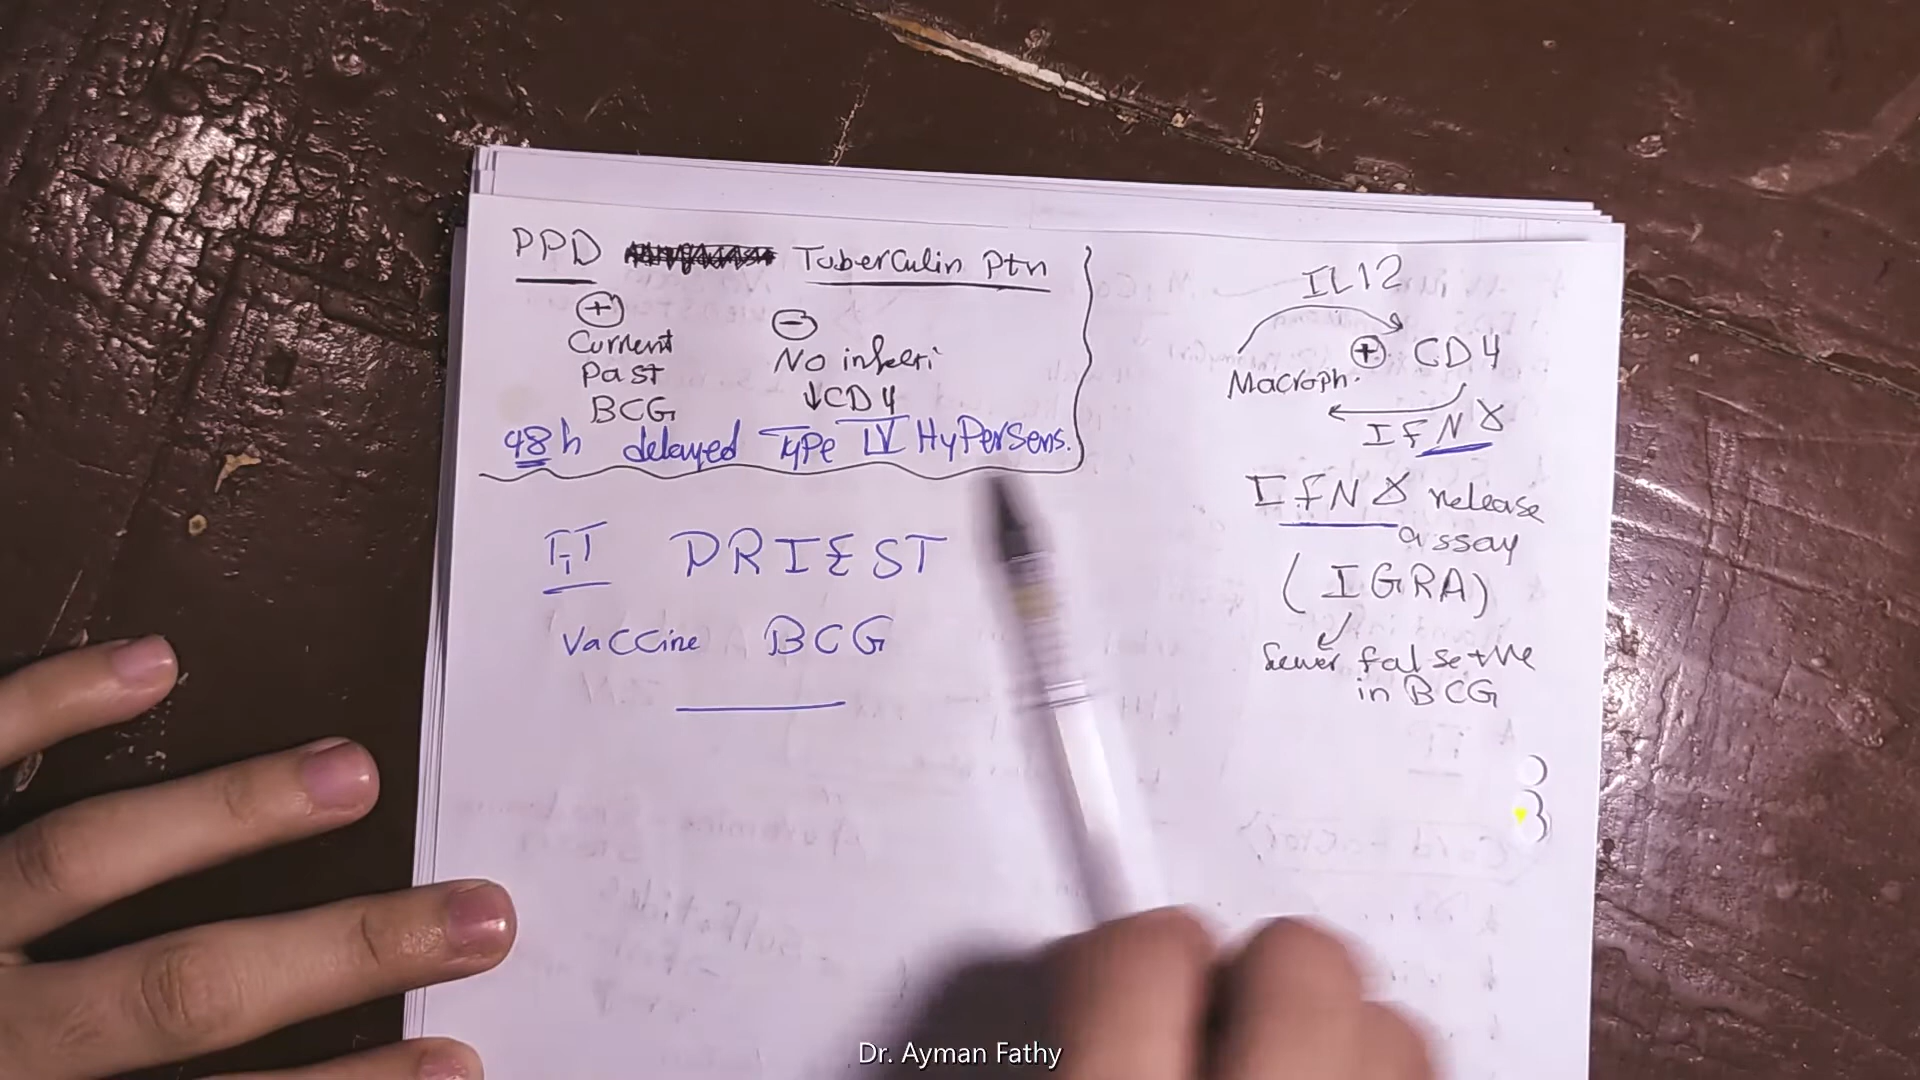 PPD Tuberculin Ptn
+ -
Current No infecti
Past ↓CD4
BCG
48h delayed Type IV HyPerSens.
TTT PRIEST
Vaccine BCG
IL12
+ CD4
Macroph.
IFN γ
IFN γ release
assay
(IGRA)
fewer false +ve
in BCG
Dr. Ayman Fathy